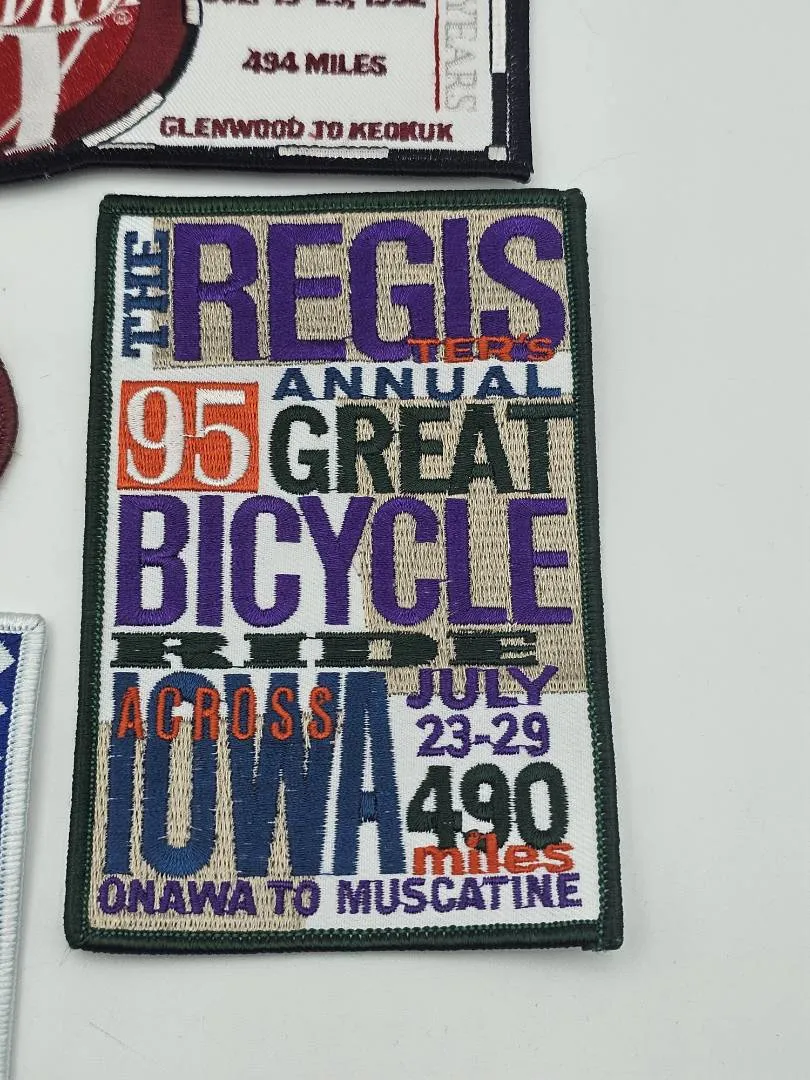 494 MILES
YEARS
GLENWOOD TO KEOKUK
THE REGIS
TER'S
ANNUAL
95 GREAT
BICYCLE
RIDE
ACROSS
IOWA
JULY
23-29
490
miles
ONAWA TO MUSCATINE